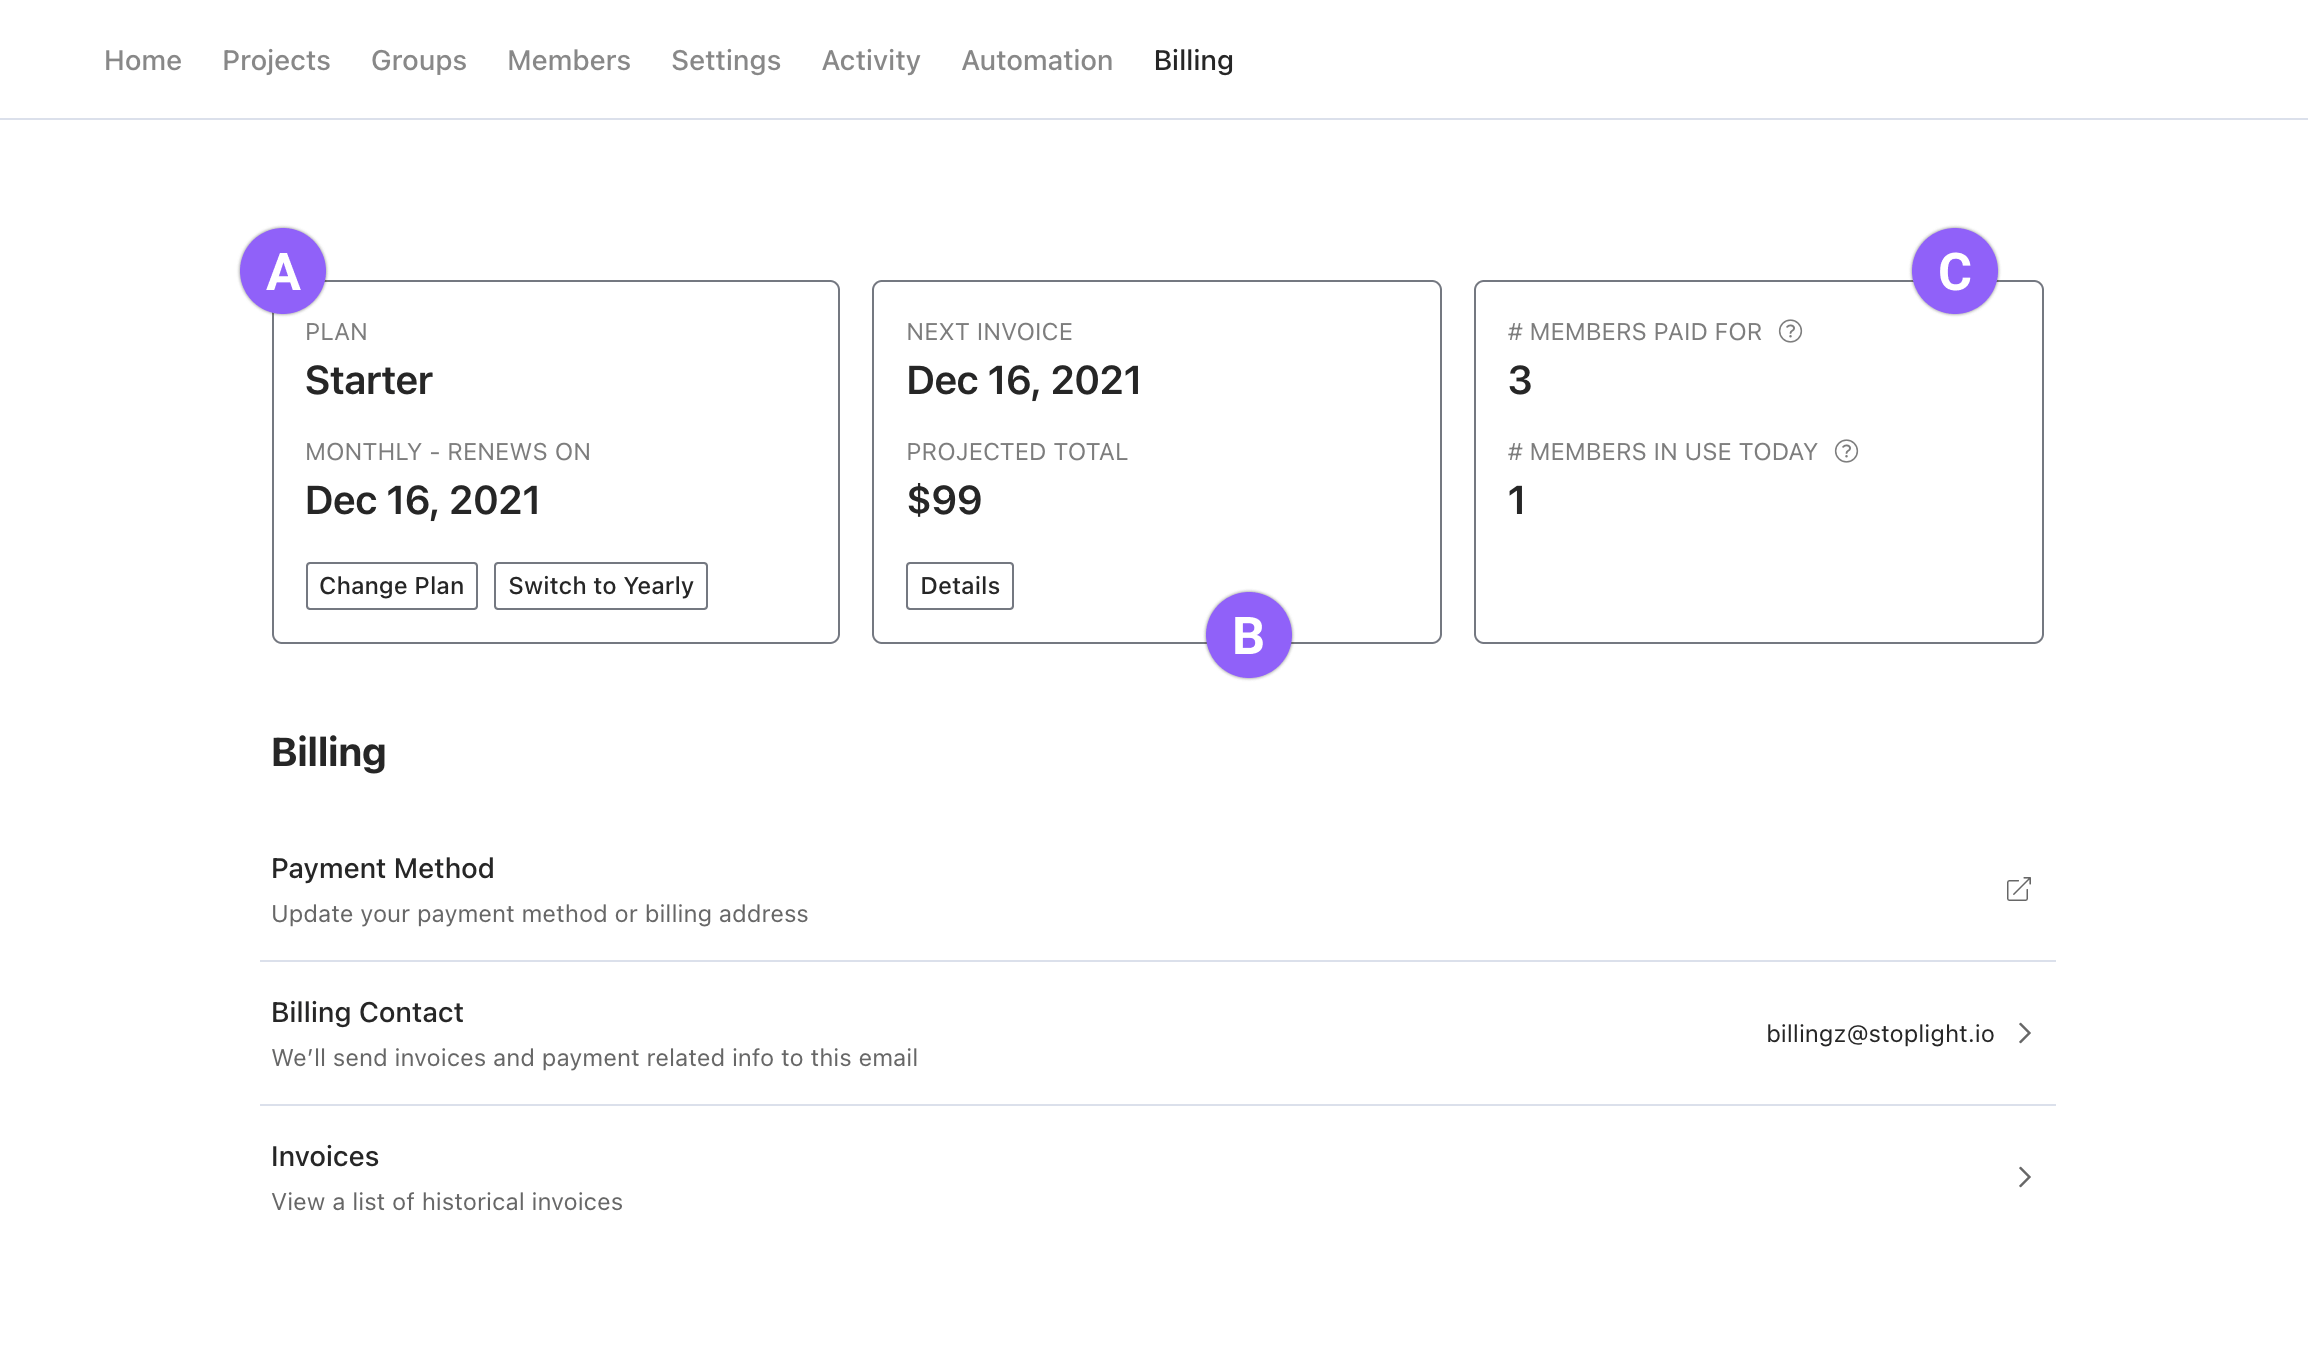 Home Projects Groups Members Settings Activity Automation Billing
A
PLAN
Starter
MONTHLY - RENEWS ON
Dec 16, 2021
Change Plan Switch to Yearly
NEXT INVOICE
Dec 16, 2021
PROJECTED TOTAL
$99
Details
B
C
# MEMBERS PAID FOR ?
3
# MEMBERS IN USE TODAY ?
1
Billing
Payment Method
Update your payment method or billing address
Billing Contact
We’ll send invoices and payment related info to this email
billingz@stoplight.io
Invoices
View a list of historical invoices